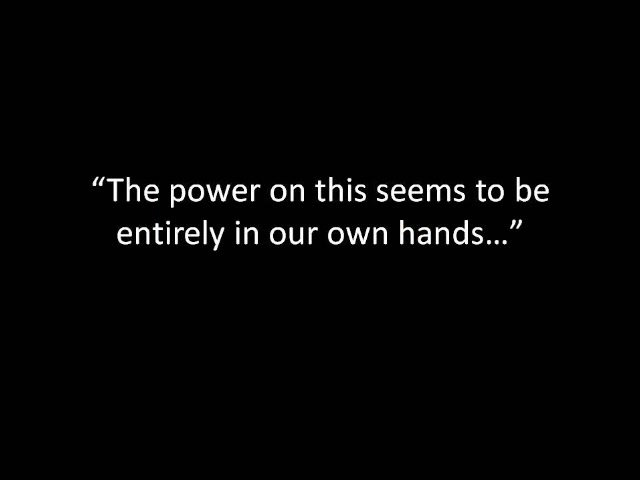 “The power on this seems to be
entirely in our own hands…”